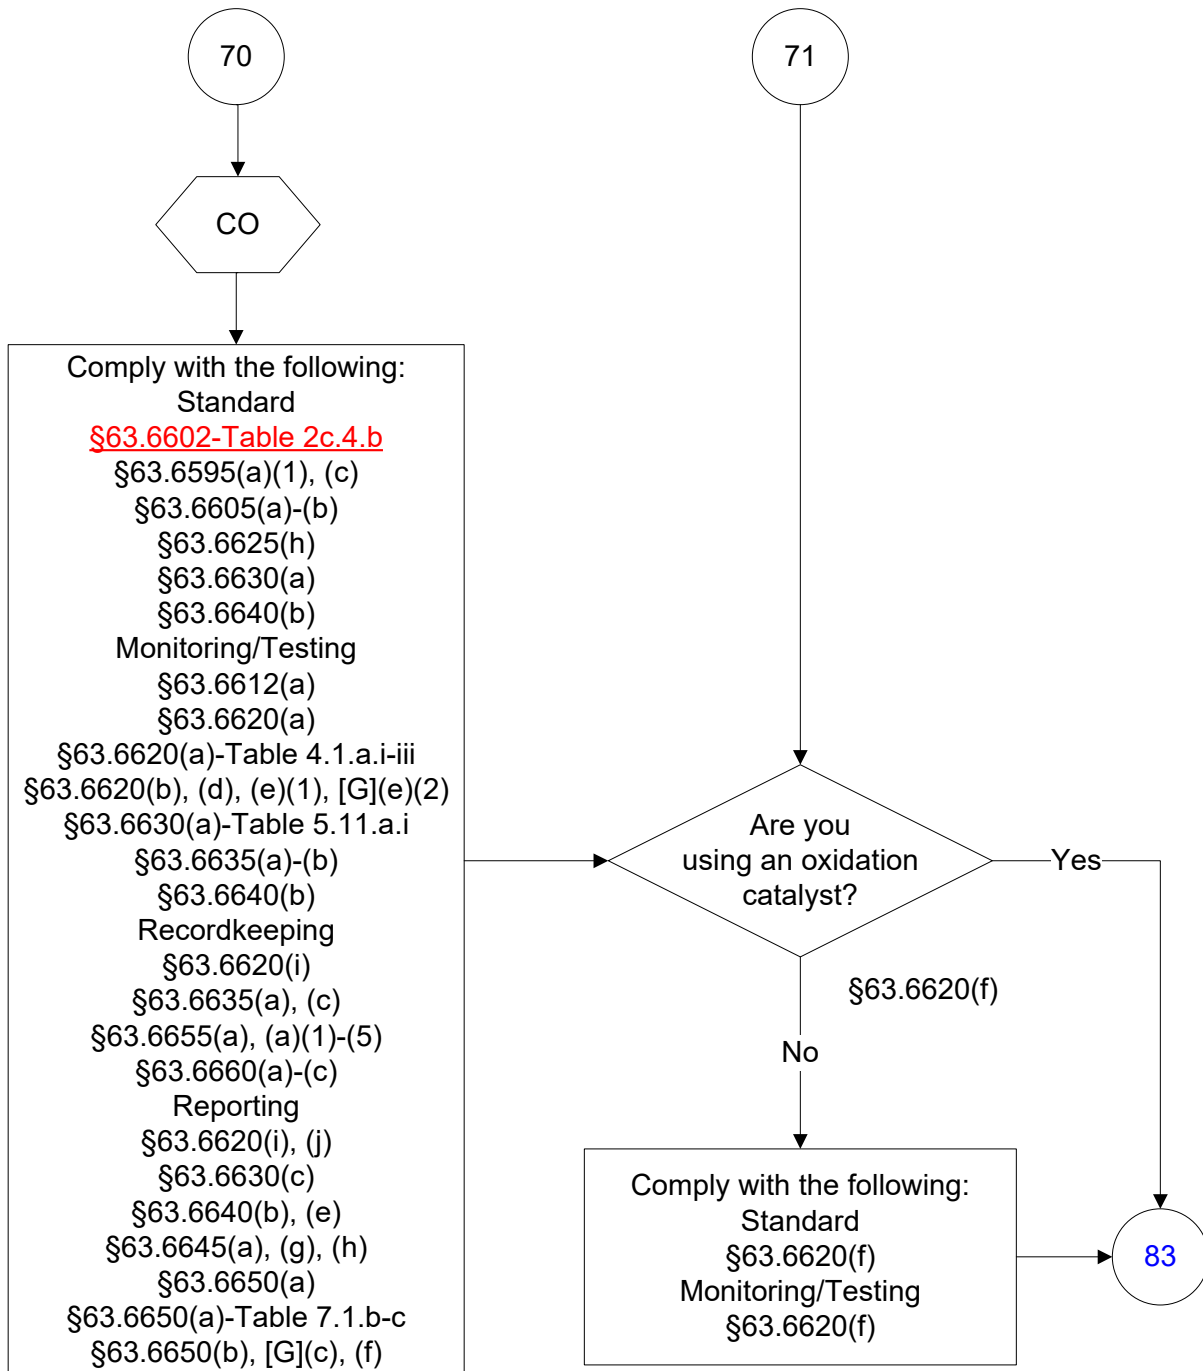 70
71
CO
Comply with the following:
Standard
§63.6602-Table 2c.4.b
§63.6595(a)(1), (c)
§63.6605(a)-(b)
§63.6625(h)
§63.6630(a)
§63.6640(b)
Monitoring/Testing
§63.6612(a)
§63.6620(a)
§63.6620(a)-Table 4.1.a.i-iii
§63.6620(b), (d), (e)(1), [G](e)(2)
§63.6630(a)-Table 5.11.a.i
§63.6635(a)-(b)
§63.6640(b)
Recordkeeping
§63.6620(i)
§63.6635(a), (c)
§63.6655(a), (a)(1)-(5)
§63.6660(a)-(c)
Reporting
§63.6620(i), (j)
§63.6630(c)
§63.6640(b), (e)
§63.6645(a), (g), (h)
§63.6650(a)
§63.6650(a)-Table 7.1.b-c
§63.6650(b), [G](c), (f)
Are you
using an oxidation
catalyst?
Yes
§63.6620(f)
No
Comply with the following:
Standard
§63.6620(f)
Monitoring/Testing
§63.6620(f)
83